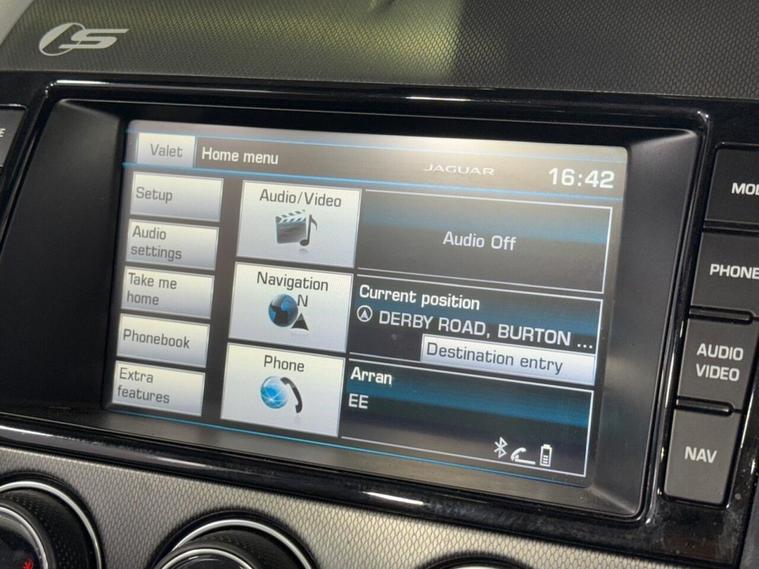 S
Valet
Home menu
JAGUAR
16:42
Setup
Audio
settings
Take me
home
Phonebook
Extra
features
Audio/Video
Audio Off
Navigation
N
Current position
DERBY ROAD, BURTON ...
Destination entry
Phone
Arran
EE
PHONE
AUDIO
VIDEO
NAV